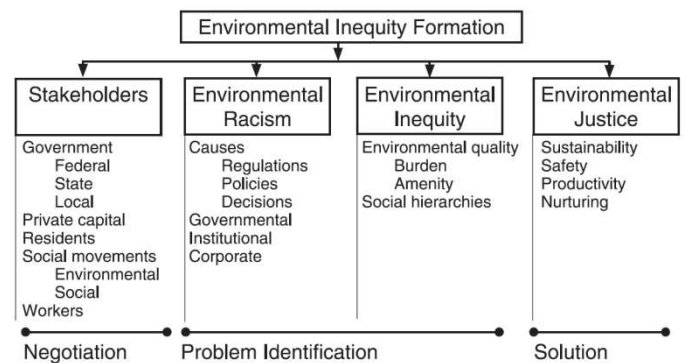 Environmental Inequity Formation
Stakeholders
Government
Federal
State
Local
Private capital
Residents
Social movements
Environmental
Social
Workers
Environmental
Racism
Causes
Regulations
Policies
Decisions
Governmental
Institutional
Corporate
Environmental
Inequity
Environmental quality
Burden
Amenity
Social hierarchies
Environmental
Justice
Sustainability
Safety
Productivity
Nurturing
Negotiation
Problem Identification
Solution